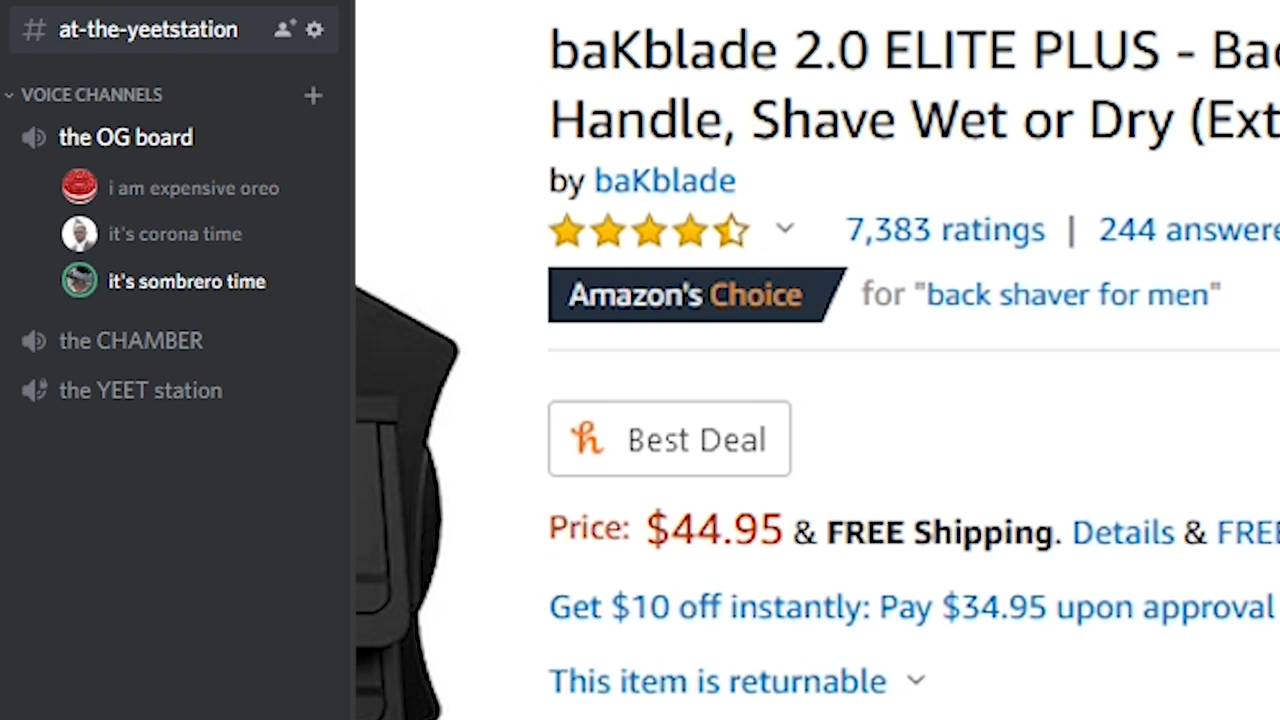 # at-the-yeetstation
VOICE CHANNELS
the OG board
i am expensive oreo
it's corona time
it's sombrero time
the CHAMBER
the YEET station
baKblade 2.0 ELITE PLUS - Bac
Handle, Shave Wet or Dry (Ext
by baKblade
7,383 ratings | 244 answere
Amazon's Choice for "back shaver for men"
h Best Deal
Price: $44.95 & FREE Shipping. Details & FREE
Get $10 off instantly: Pay $34.95 upon approval
This item is returnable